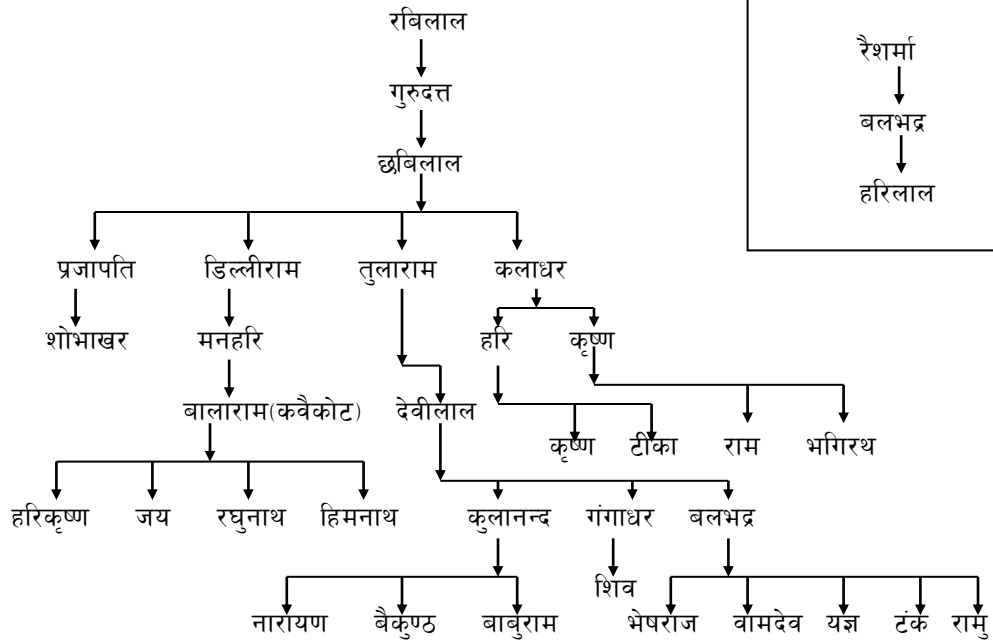 रबिलाल
गुरुदत्त
छबिलाल
प्रजापति डिल्लीराम तुलाराम कलाधर
शोभाखर मनहरि हरि कृष्ण
बालाराम(कवैकोट) देवीलाल
कृष्ण टीका राम भगिरथ
हरिकृष्ण जय रघुनाथ हिमनाथ कुलानन्द गंगाधर बलभद्र
शिव
नारायण बैकुण्ठ बाबुराम भेषराज वामदेव यज्ञ टंक रामु
रैशर्मा
बलभद्र
हरिलाल